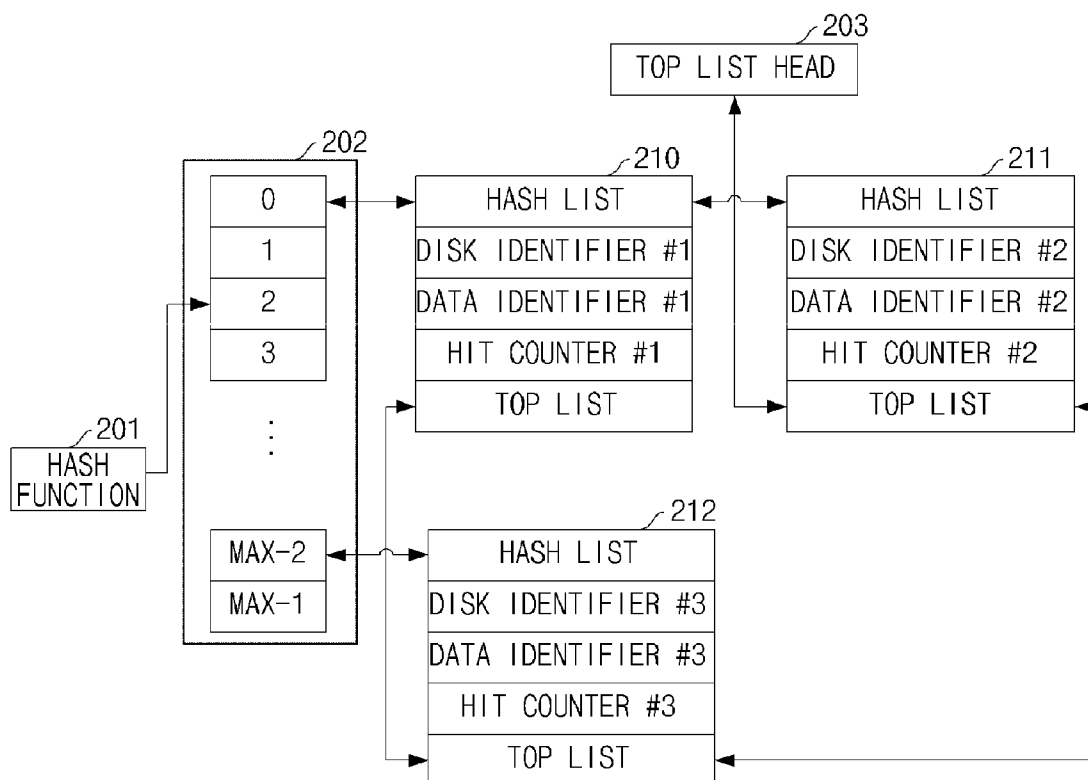 203
TOP LIST HEAD
202
0
1
2
3
MAX-2
MAX-1
201
HASH
FUNCTION
210
HASH LIST
DISK IDENTIFIER #1
DATA IDENTIFIER #1
HIT COUNTER #1
TOP LIST
211
HASH LIST
DISK IDENTIFIER #2
DATA IDENTIFIER #2
HIT COUNTER #2
TOP LIST
212
HASH LIST
DISK IDENTIFIER #3
DATA IDENTIFIER #3
HIT COUNTER #3
TOP LIST